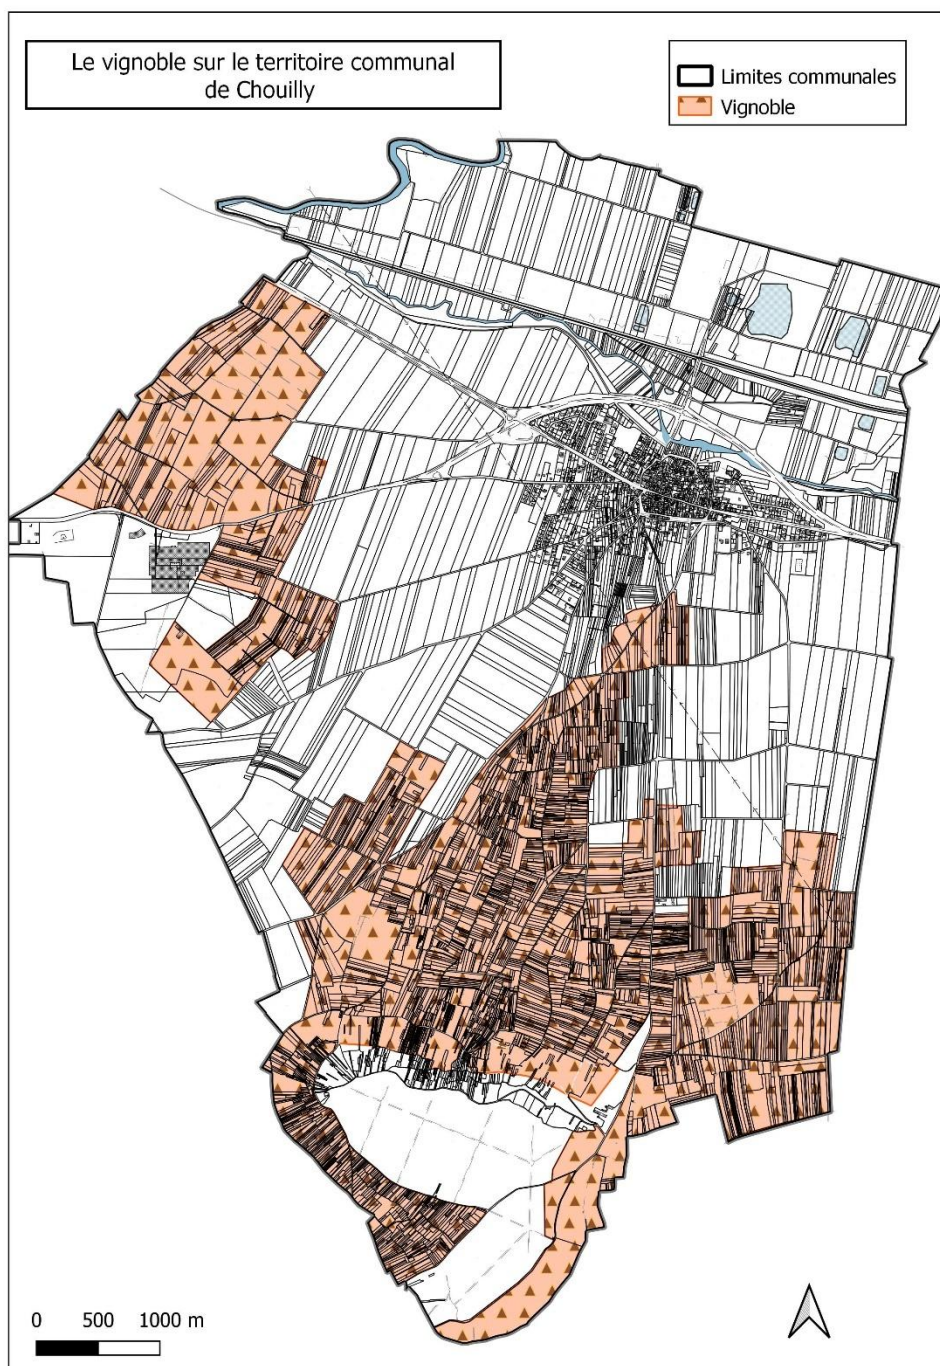 Le vignoble sur le territoire communal
de Chouilly
Limites communales
Vignoble
0 500 1000 m